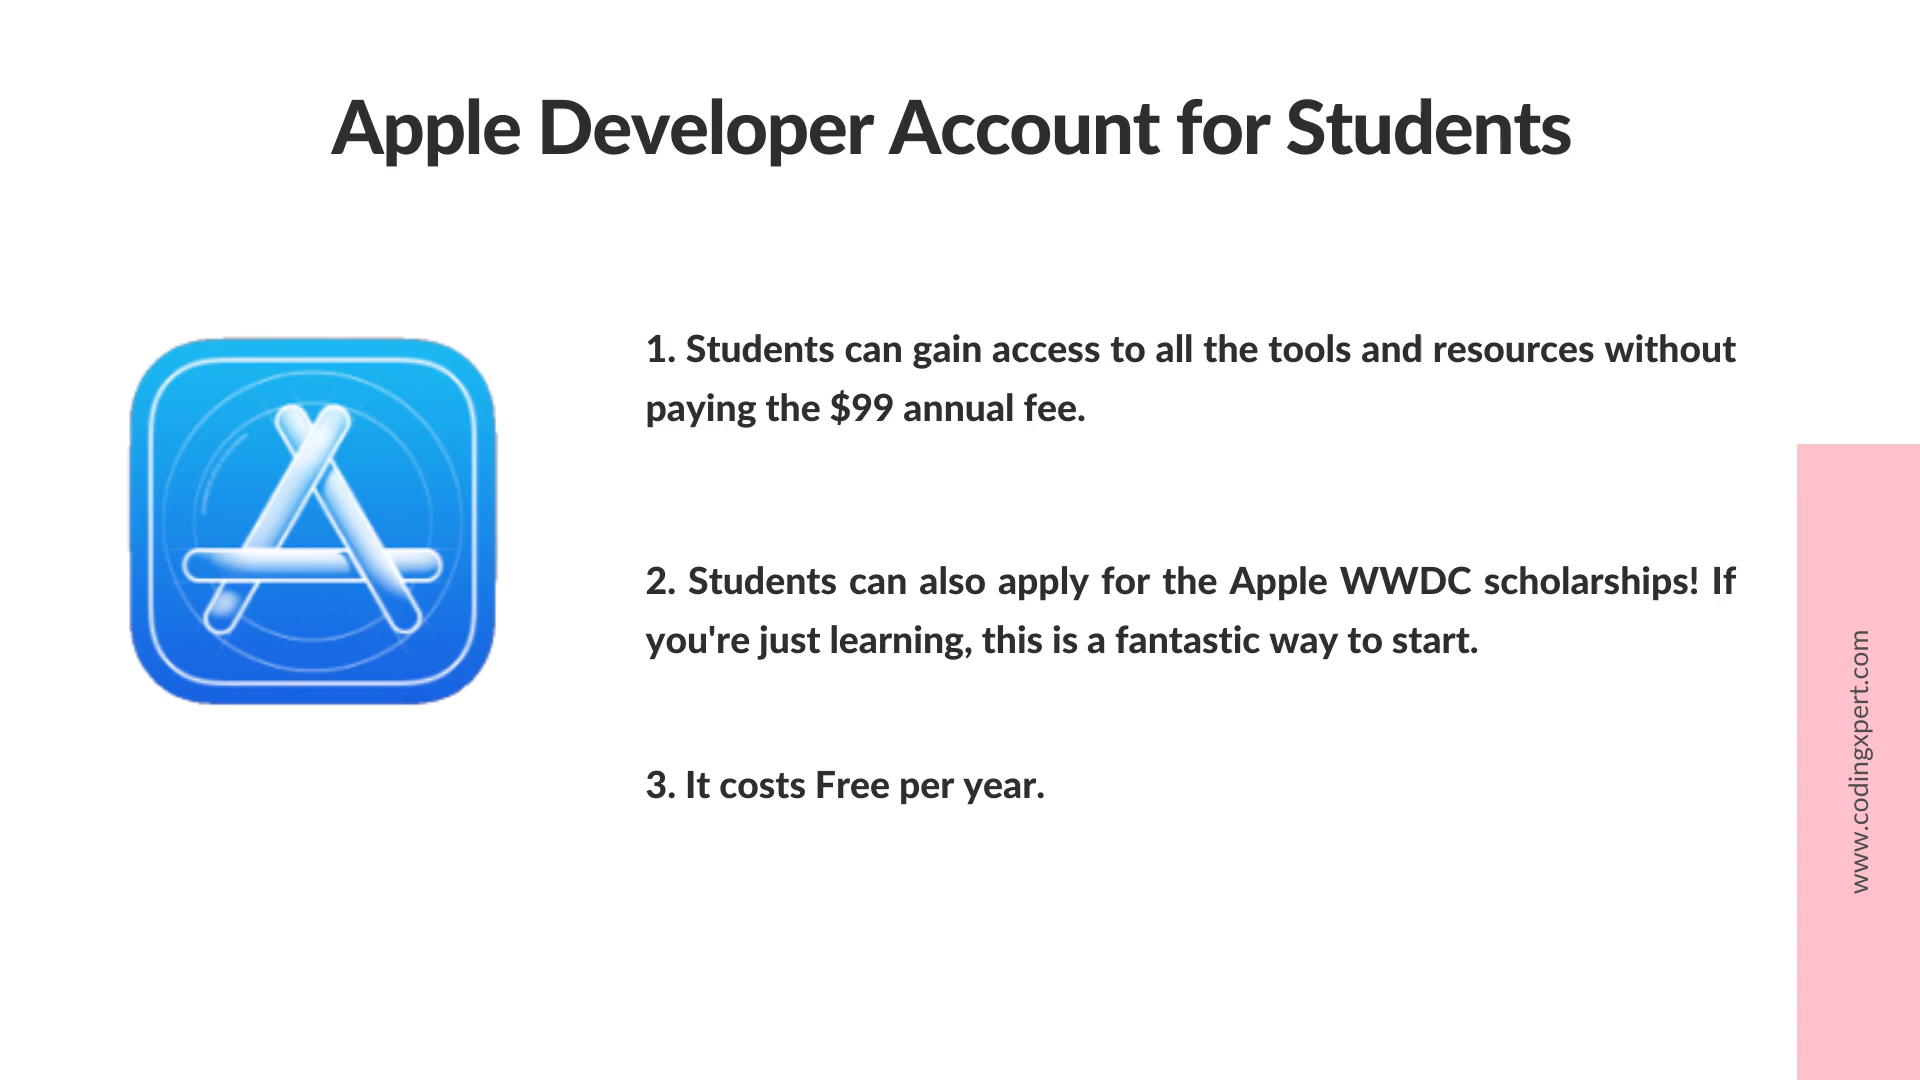 Apple Developer Account for Students
1. Students can gain access to all the tools and resources without
paying the $99 annual fee.
2. Students can also apply for the Apple WWDC scholarships! If
you're just learning, this is a fantastic way to start.
3. It costs Free per year.
www.codingxpert.com